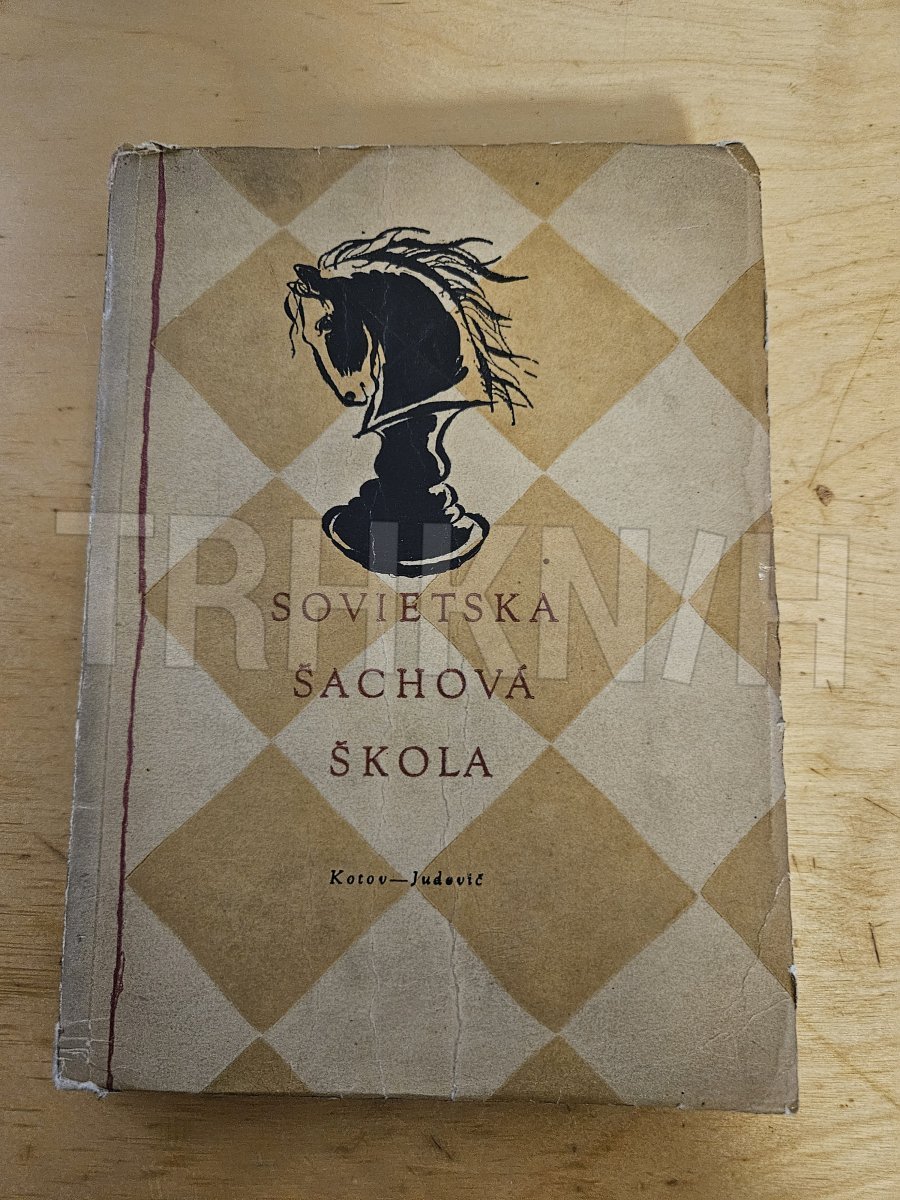 SOVIETSKA
ŠACHOVÁ
ŠKOLA
Kotov—Judovič
TRHKNIH